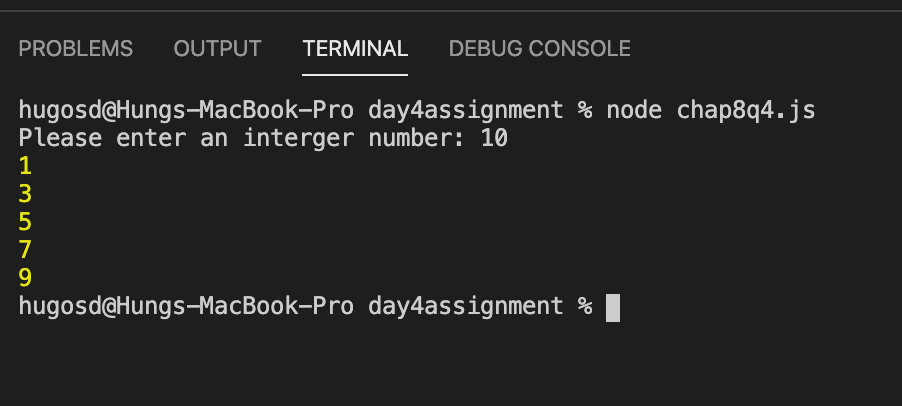 PROBLEMS OUTPUT TERMINAL DEBUG CONSOLE
hugosd@Hungs-MacBook-Pro day4assignment % node chap8q4.js
Please enter an interger number: 10
1
3
5
7
9
hugosd@Hungs-MacBook-Pro day4assignment %